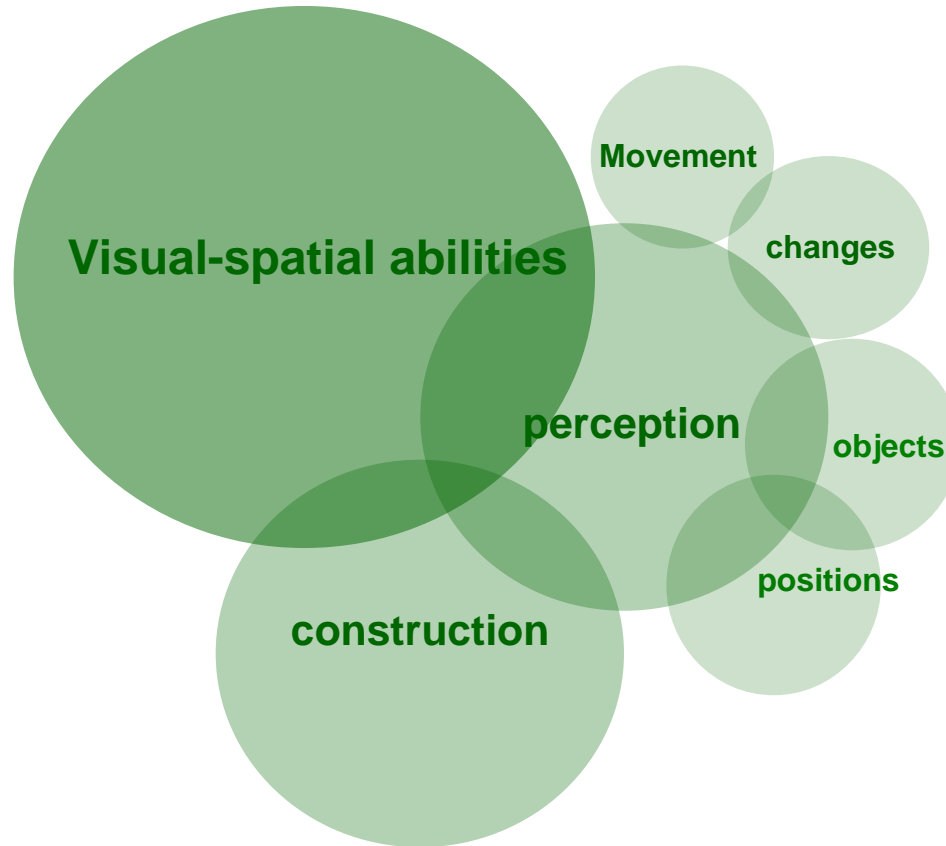 Movement
changes
Visual-spatial abilities
perception
objects
positions
construction